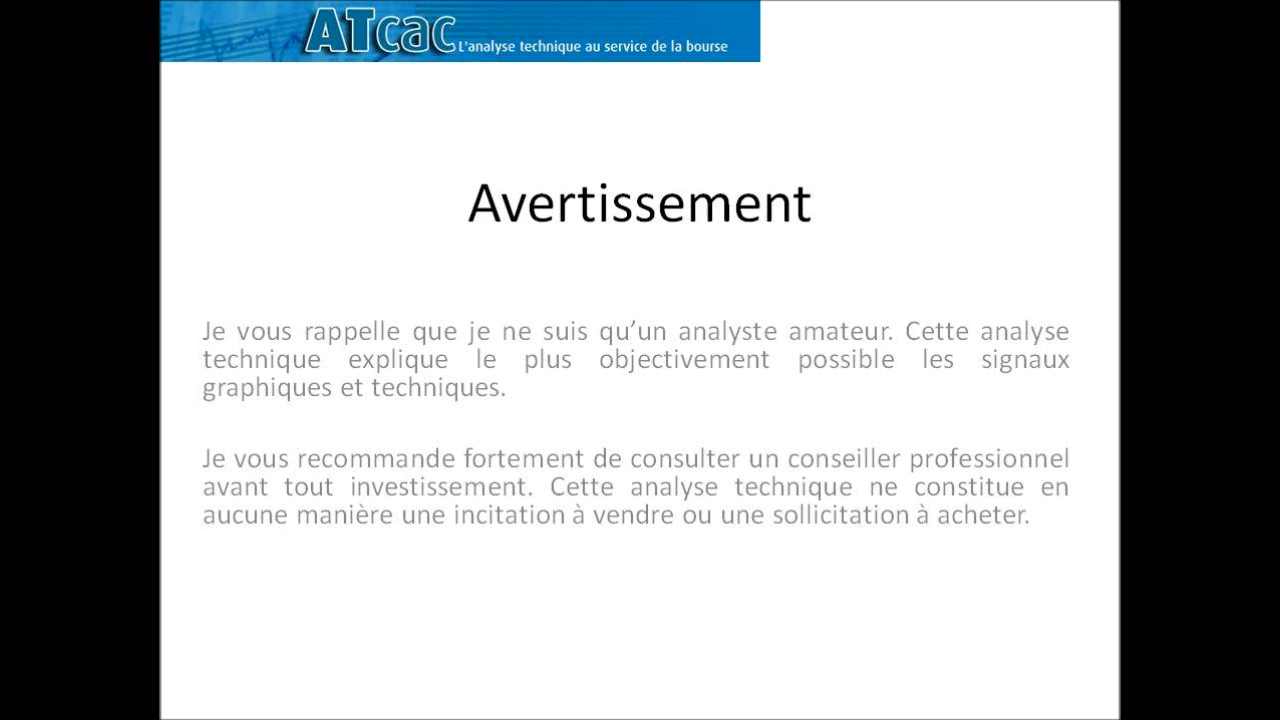 ATcac L'analyse technique au service de la bourse
Avertissement
Je vous rappelle que je ne suis qu’un analyste amateur. Cette analyse
technique explique le plus objectivement possible les signaux
graphiques et techniques.
Je vous recommande fortement de consulter un conseiller professionnel
avant tout investissement. Cette analyse technique ne constitue en
aucune manière une incitation à vendre ou une sollicitation à acheter.